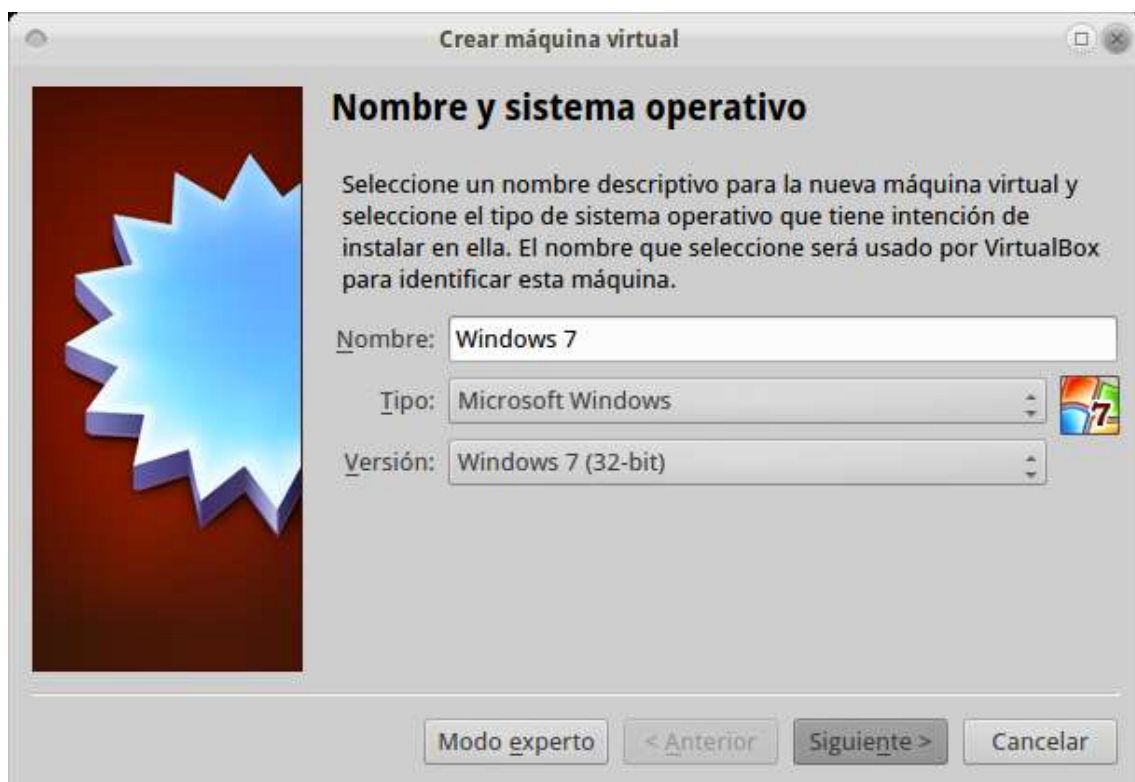 Crear máquina virtual
Nombre y sistema operativo
Seleccione un nombre descriptivo para la nueva máquina virtual y
seleccione el tipo de sistema operativo que tiene intención de
instalar en ella. El nombre que seleccione será usado por VirtualBox
para identificar esta máquina.
Nombre: Windows 7
Tipo: Microsoft Windows
7
Versión: Windows 7 (32-bit)
Modo experto < Anterior Siguiente > Cancelar